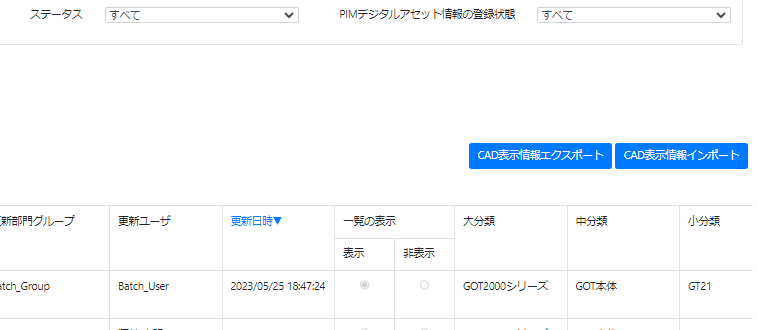 ステータス すべて PIMデジタルアセット情報の登録状態 すべて
CAD表示情報エクスポート CAD表示情報インポート
新部門グループ 更新ユーザ 更新日時▼ 一覧の表示 大分類 中分類 小分類
表示 非表示
atch_Group Batch_User 2023/05/25 18:47:24 GOT2000シリーズ GOT本体 GT21